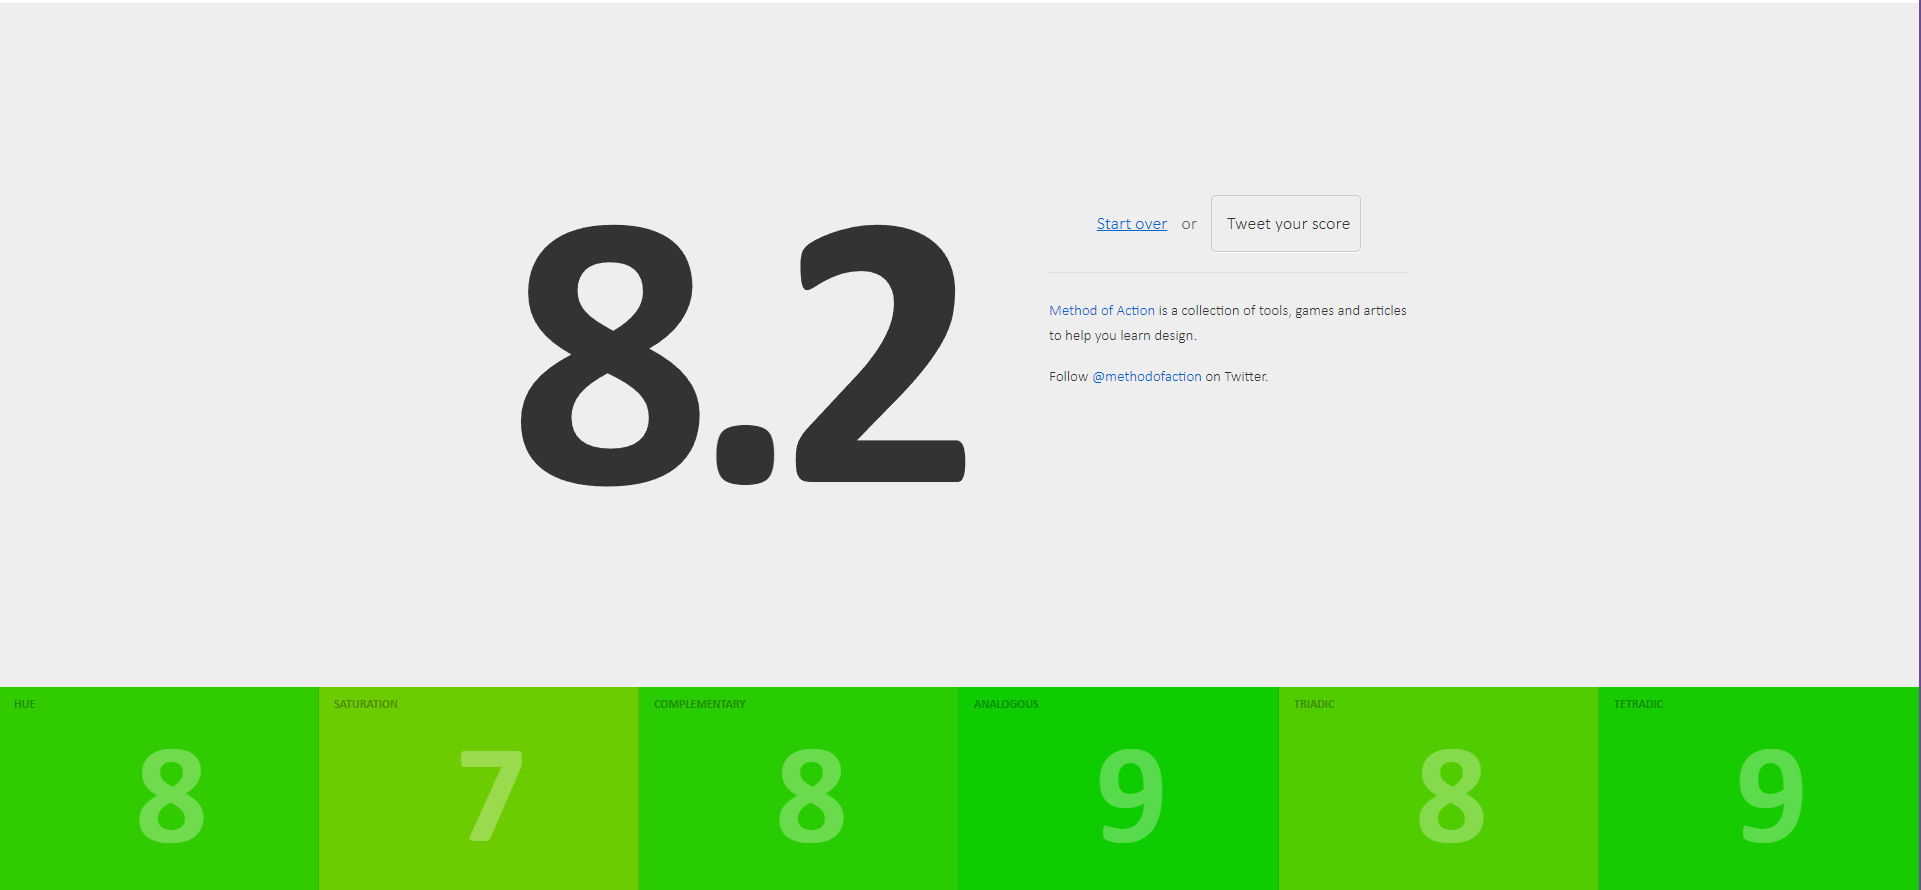 8.2
Start over or Tweet your score
Method of Action is a collection of tools, games and articles
to help you learn design.
Follow @methodofaction on Twitter.
HUE
8
SATURATION
7
COMPLEMENTARY
8
ANALOGOUS
9
TRIADIC
8
TETRADIC
9